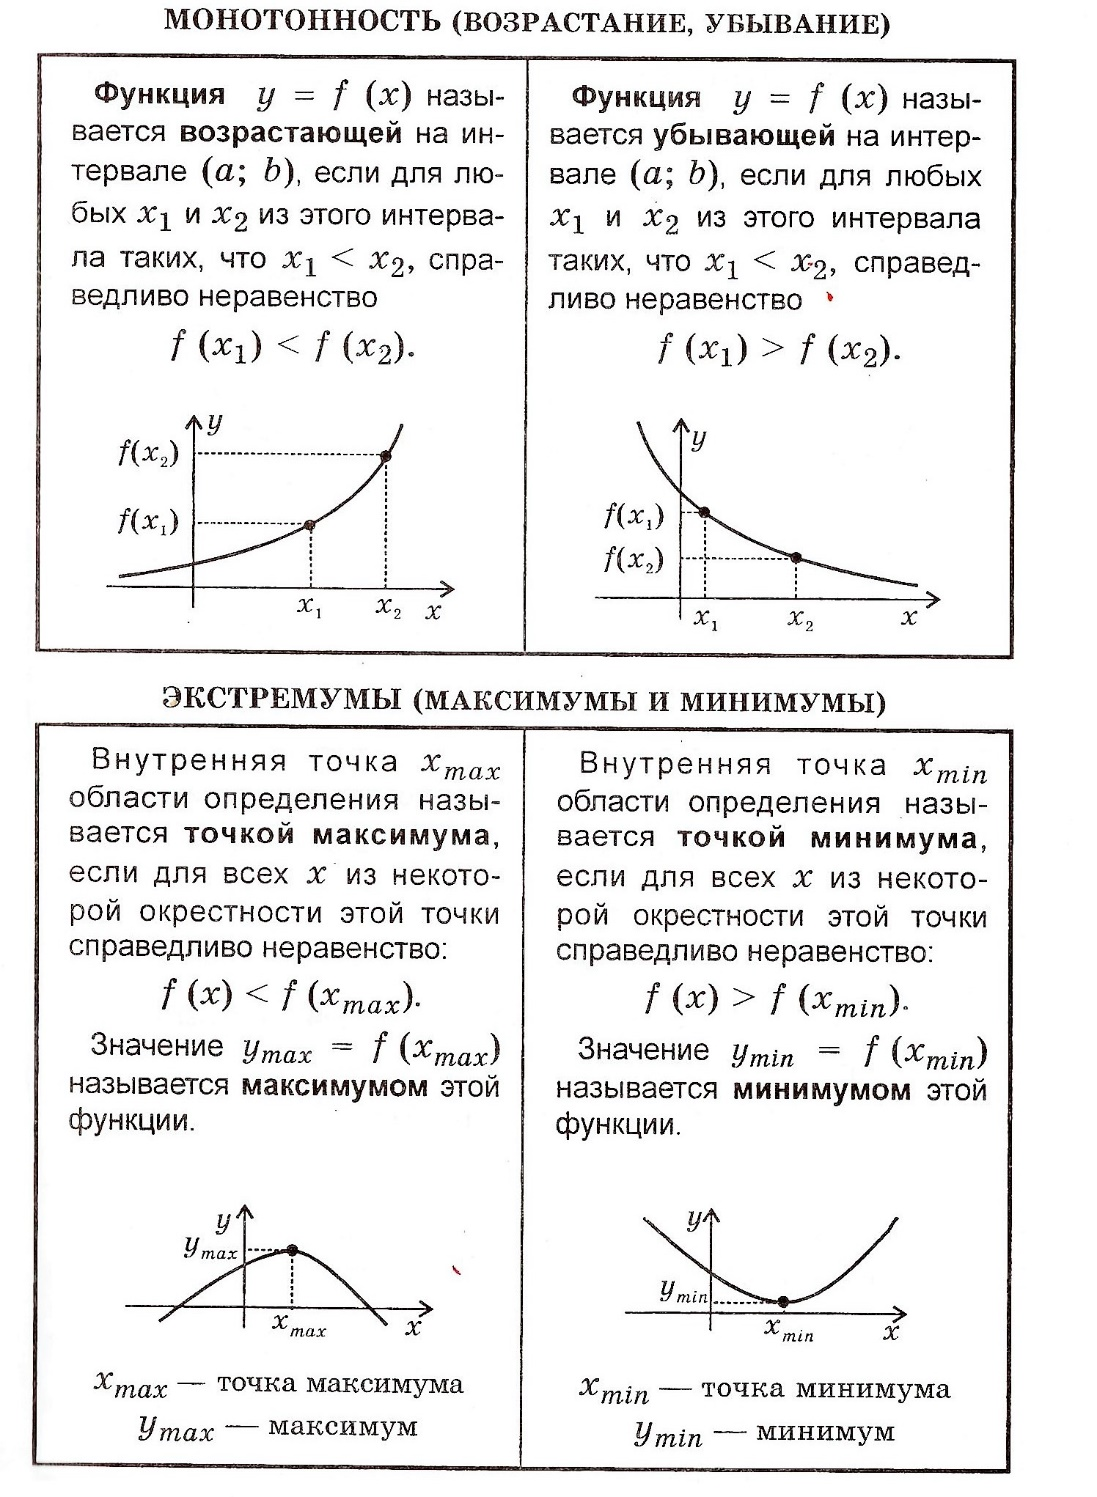 МОНОТОННОСТЬ (ВОЗРАСТАНИЕ, УБЫВАНИЕ)
Функция y = f (x) назы-
вается возрастающей на ин-
тервале (a; b), если для лю-
бых x₁ и x₂ из этого интерва-
ла таких, что x₁ < x₂, спра-
ведливо неравенство
f (x₁) < f (x₂).
y
f(x₂)
f(x₁)
x₁ x₂ x
Функция y = f (x) назы-
вается убывающей на интер-
вале (a; b), если для любых
x₁ и x₂ из этого интервала
таких, что x₁ < x₂, справед-
ливо неравенство
f (x₁) > f (x₂).
y
f(x₁)
f(x₂)
x₁ x₂ x
ЭКСТРЕМУМЫ (МАКСИМУМЫ И МИНИМУМЫ)
Внутренняя точка xmax
области определения назы-
вается точкой максимума,
если для всех x из некото-
рой окрестности этой точки
справедливо неравенство:
f (x) < f (xmax).
Значение ymax = f (xmax)
называется максимумом этой
функции.
y
ymax
xmax x
xmax — точка максимума
ymax — максимум
Внутренняя точка xmin
области определения назы-
вается точкой минимума,
если для всех x из некото-
рой окрестности этой точки
справедливо неравенство:
f (x) > f (xmin).
Значение ymin = f (xmin)
называется минимумом этой
функции.
y
ymin
xmin x
xmin — точка минимума
ymin — минимум